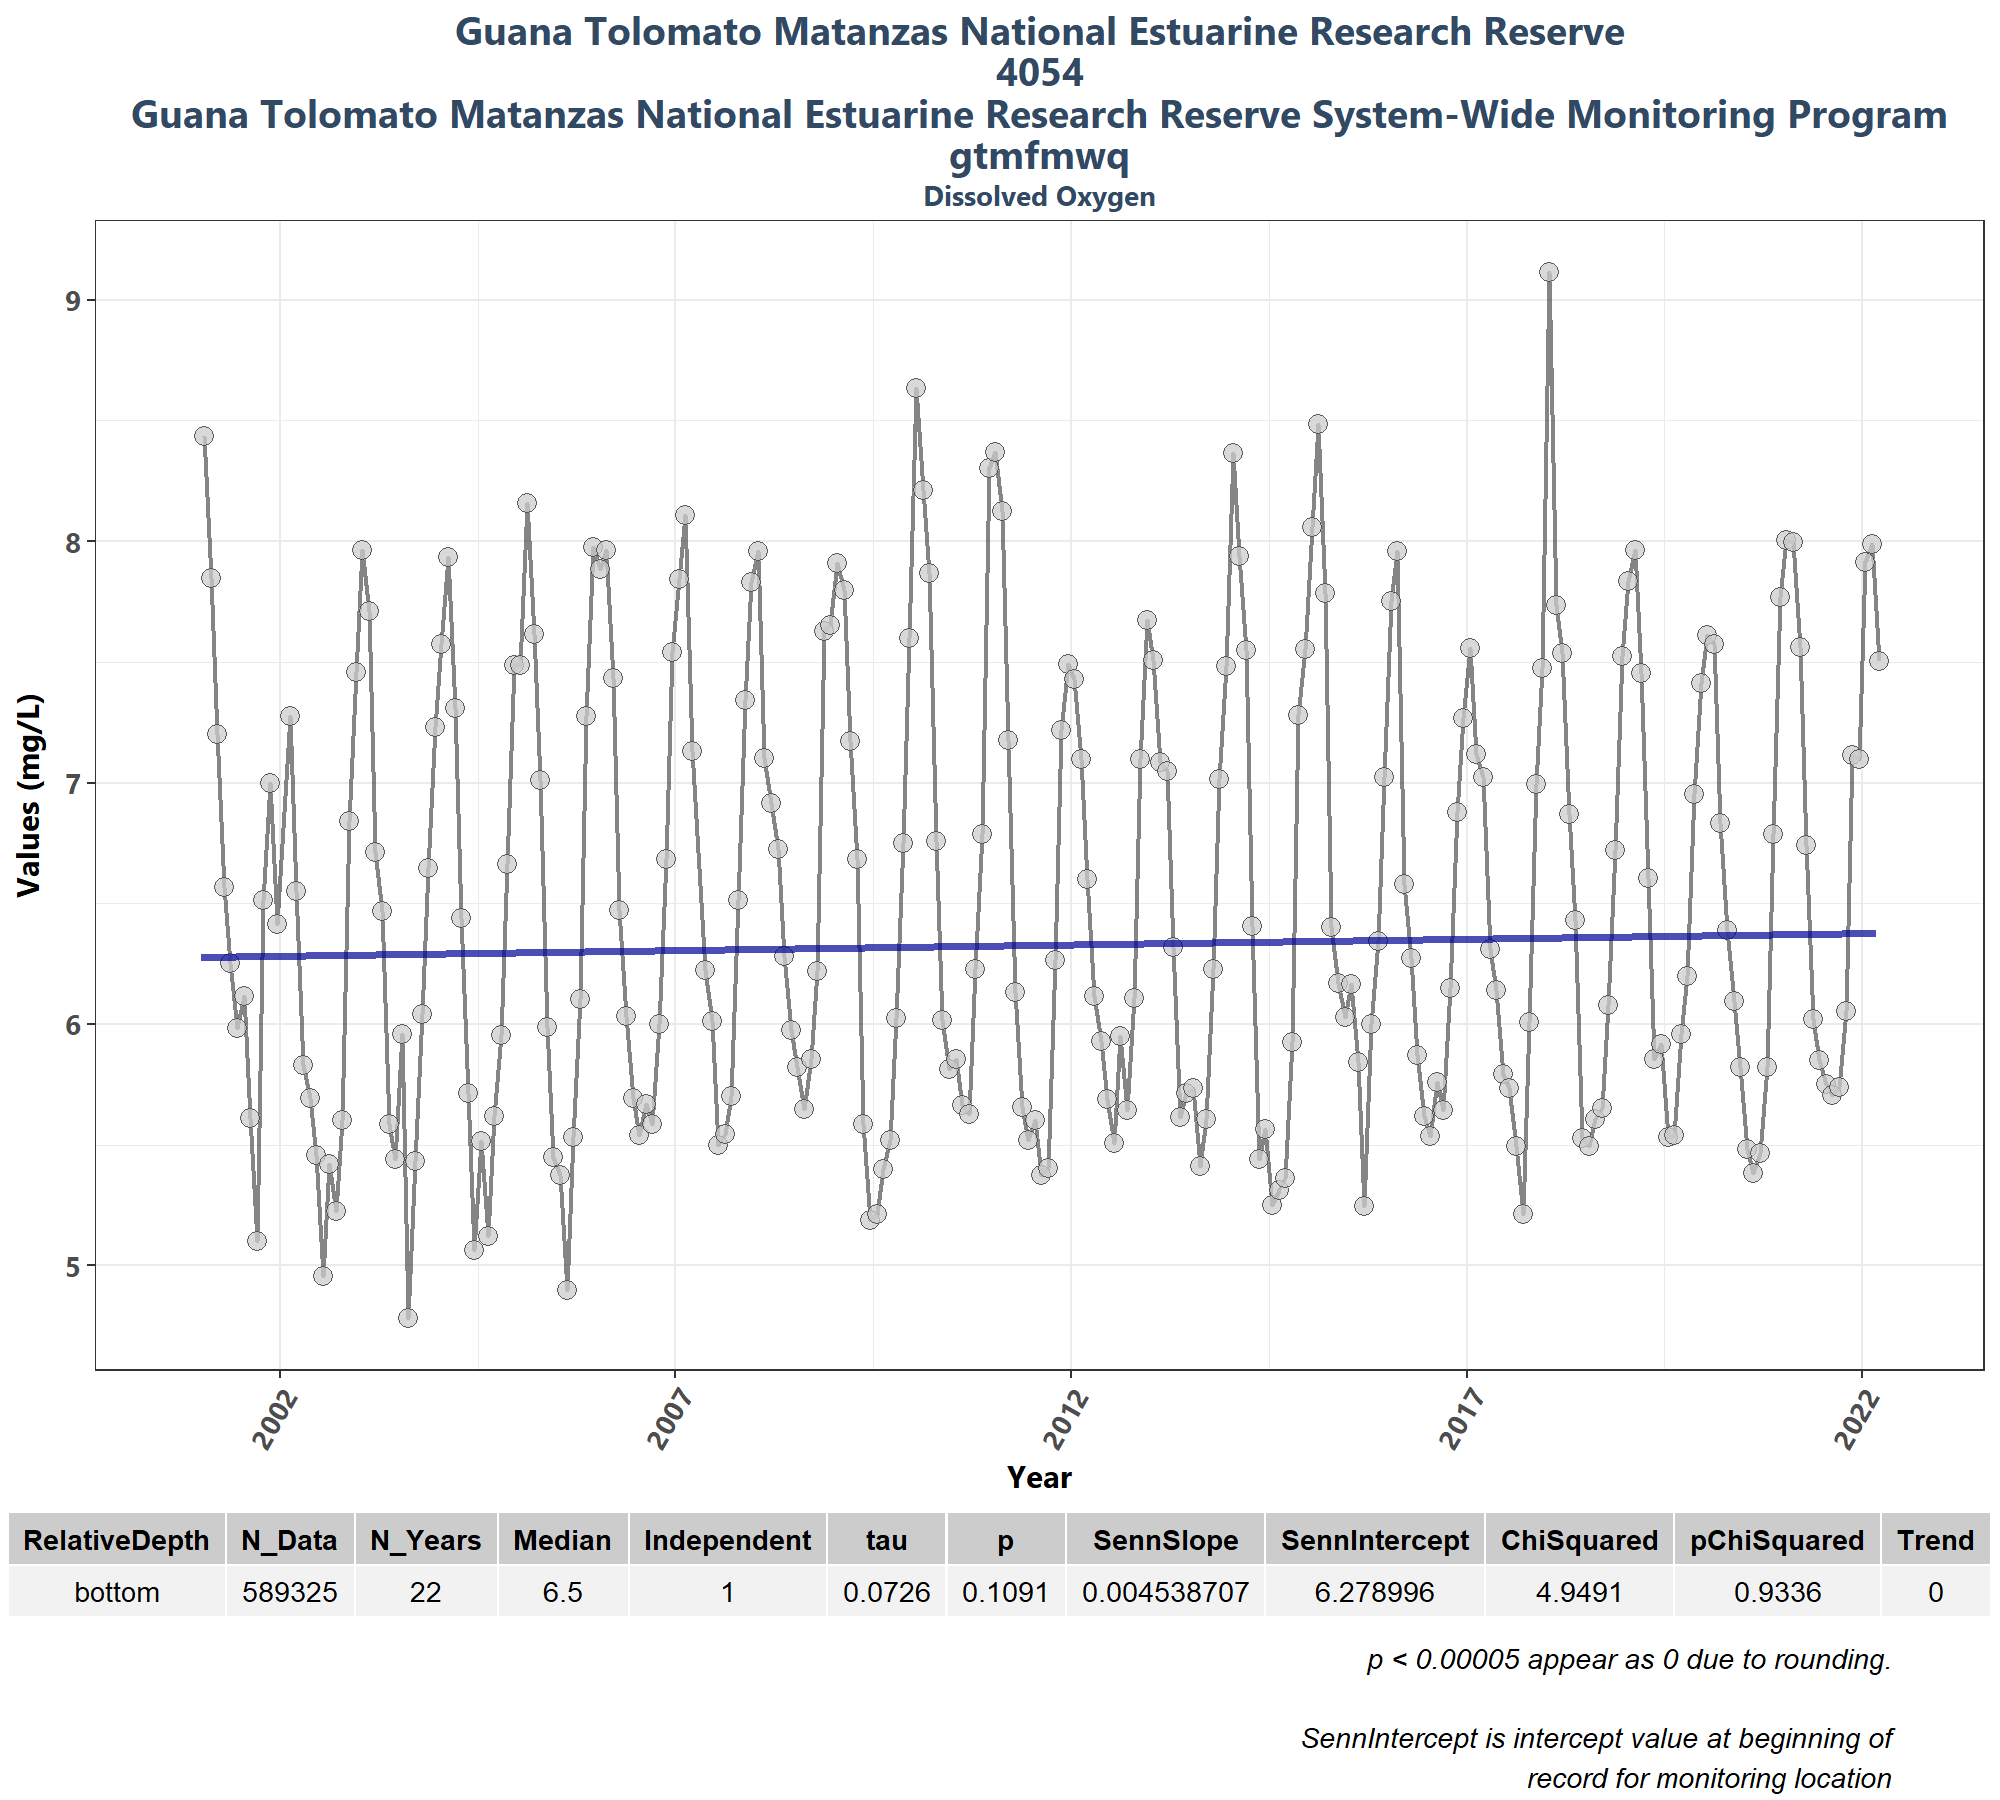 Guana Tolomato Matanzas National Estuarine Research Reserve
4054
Guana Tolomato Matanzas National Estuarine Research Reserve System-Wide Monitoring Program
gtmfmwq
Dissolved Oxygen
Values (mg/L)
9
8
7
6
5
2002
2007
2012
2017
2022
Year
RelativeDepth N_Data N_Years Median Independent tau p SennSlope SennIntercept ChiSquared pChiSquared Trend
bottom 589325 22 6.5 1 0.0726 0.1091 0.004538707 6.278996 4.9491 0.9336 0
p < 0.00005 appear as 0 due to rounding.
SennIntercept is intercept value at beginning of
record for monitoring location